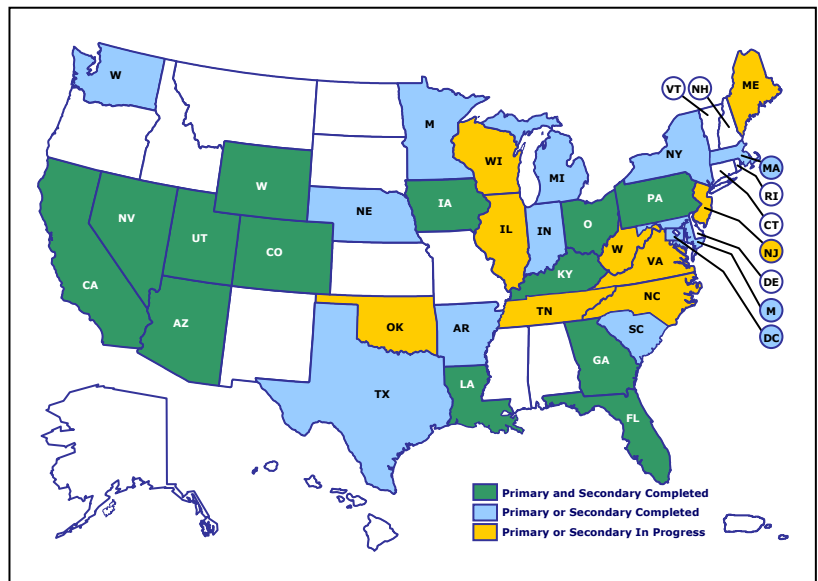 W
ME
VT
NH
M
WI
NY
MA
MI
RI
W
IA
PA
NE
CT
NV
IL
IN
O
UT
CO
W
NJ
VA
KY
DE
CA
NC
M
TN
AZ
OK
AR
SC
DC
GA
LA
TX
FL
Primary and Secondary Completed
Primary or Secondary Completed
Primary or Secondary In Progress